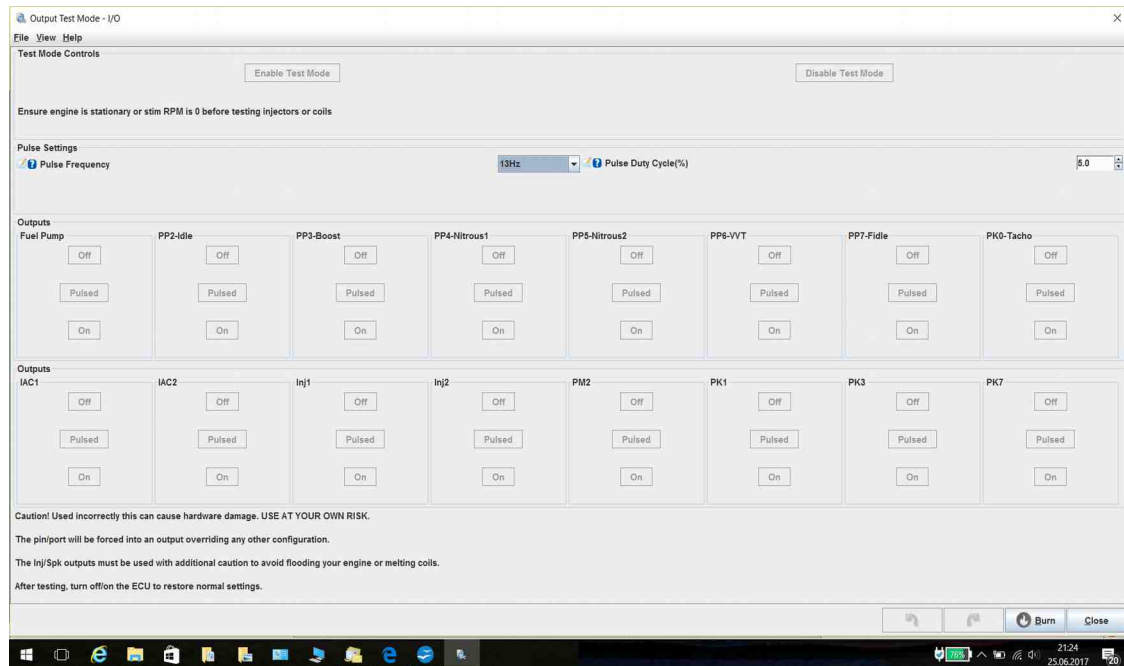 Output Test Mode - I/O
File View Help
Test Mode Controls
Enable Test Mode
Disable Test Mode
Ensure engine is stationary or stim RPM is 0 before testing injectors or coils
Pulse Settings
Pulse Frequency
13Hz
Pulse Duty Cycle(%)
5.0
Outputs
Fuel Pump PP2-Idle PP3-Boost PP4-Nitrous1 PP5-Nitrous2 PP6-VVT PP7-Fidle PK0-Tacho
Off Off Off Off Off Off Off Off
Pulsed Pulsed Pulsed Pulsed Pulsed Pulsed Pulsed Pulsed
On On On On On On On On
Outputs
IAC1 IAC2 Inj1 Inj2 PM2 PK1 PK3 PK7
Off Off Off Off Off Off Off Off
Pulsed Pulsed Pulsed Pulsed Pulsed Pulsed Pulsed Pulsed
On On On On On On On On
Caution! Used incorrectly this can cause hardware damage. USE AT YOUR OWN RISK.
The pin/port will be forced into an output overriding any other configuration.
The Inj/Spk outputs must be used with additional caution to avoid flooding your engine or melting coils.
After testing, turn off/on the ECU to restore normal settings.
Burn Close
76%
21:24
25.06.2017
20